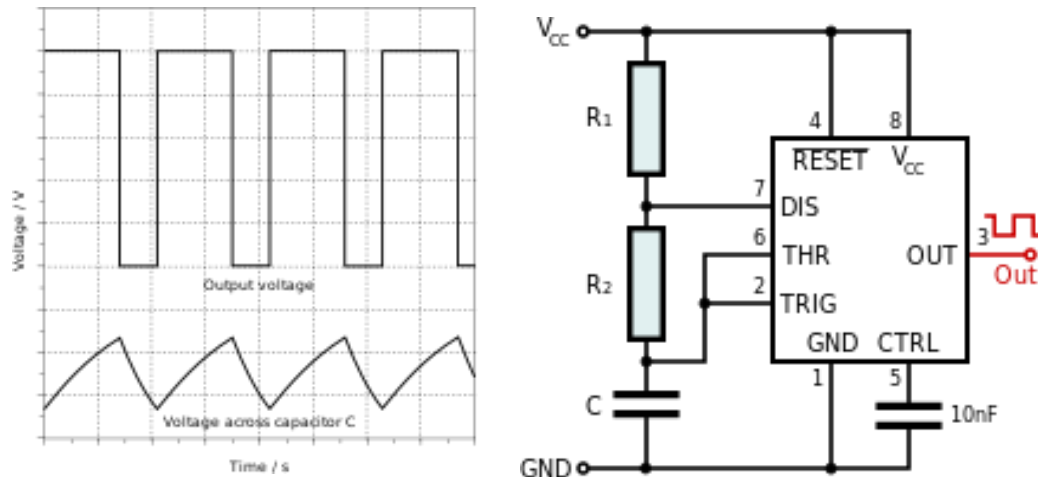 Voltage / V
Output voltage
Voltage across capacitor C
Time / s
VCC
R1
R2
C
GND
4
8
RESET
VCC
7
DIS
6
THR
2
TRIG
OUT
3
Out
GND
CTRL
1
5
10nF